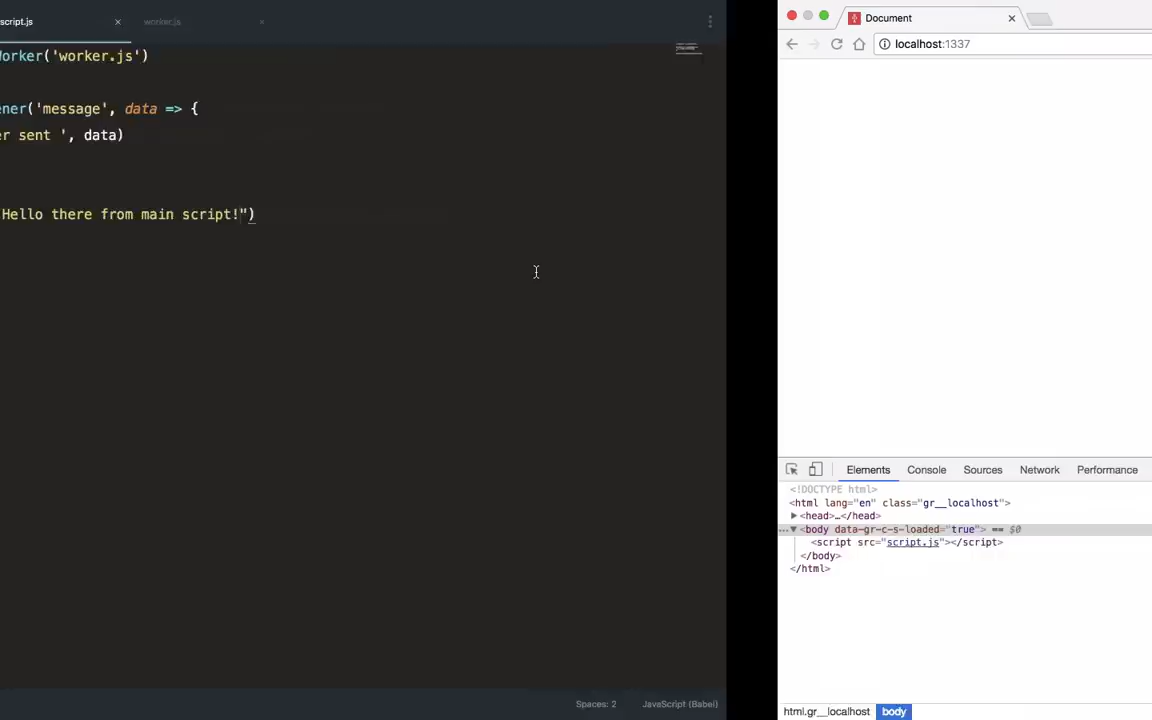 script.js
worker.js
Document
Worker('worker.js')
localhost:1337
ener('message', data => {
er sent ', data)
Hello there from main script!")
Elements Console Sources Network Performance
<!DOCTYPE html>
<html lang="en" class="gr__localhost">
<head>…</head>
<body data-gr-c-s-loaded="true"> == $0
<script src="script.js"></script>
</body>
</html>
Spaces: 2 JavaScript (Babel)
html.gr__localhost body